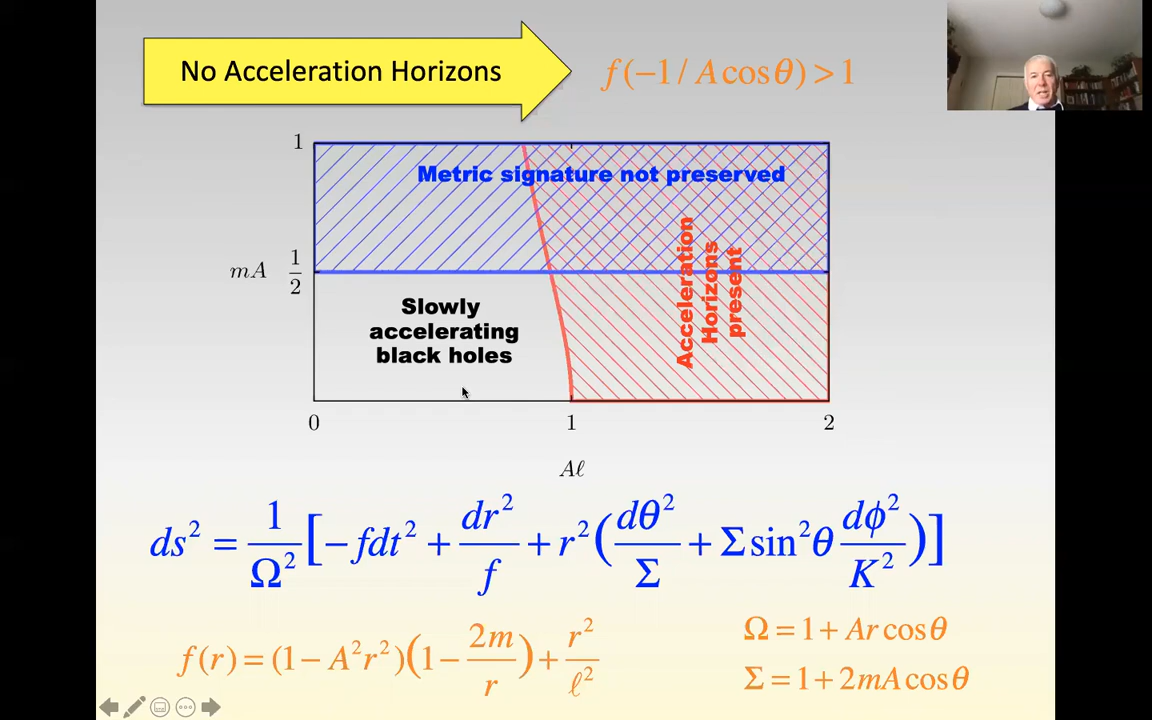 No Acceleration Horizons
f(−1 / A cos θ) > 1
1
Metric signature not preserved
mA 1/2
Slowly
accelerating
black holes
Acceleration
Horizons
present
0 1 2
Aℓ
ds² = 1/Ω² [−fdt² + dr²/f + r²(dθ²/Σ + Σ sin²θ dϕ²/K²)]
f(r) = (1 − A²r²)(1 − 2m/r) + r²/ℓ²
Ω = 1 + Ar cos θ
Σ = 1 + 2mA cos θ